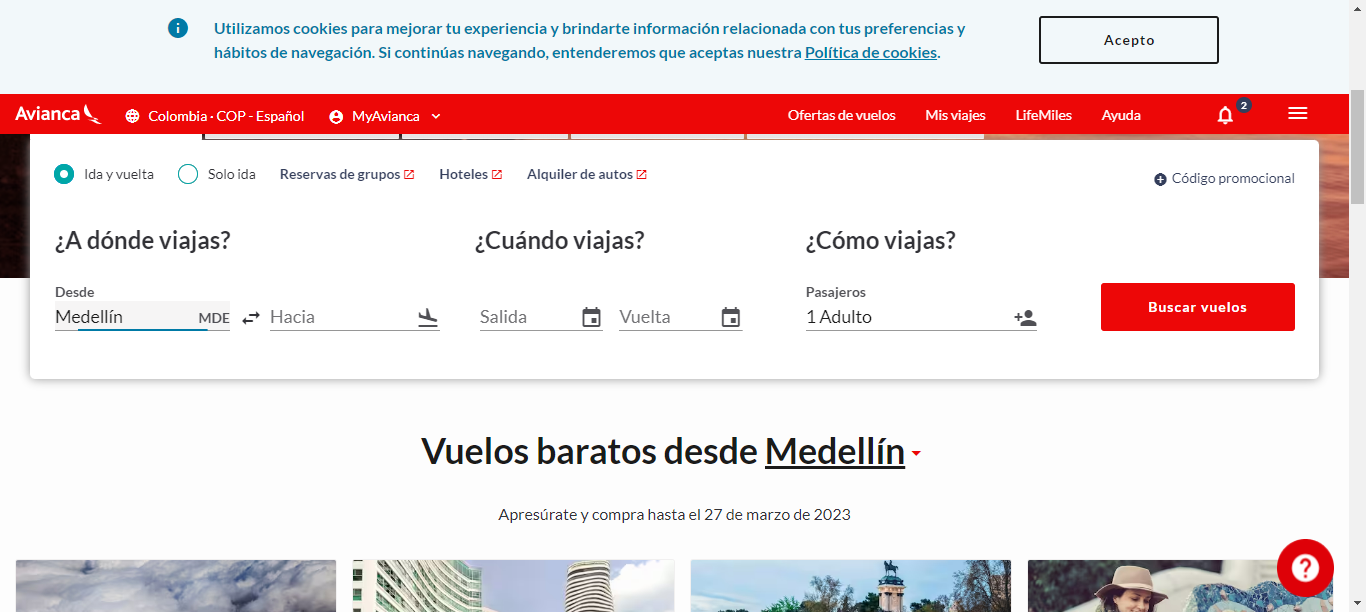 Utilizamos cookies para mejorar tu experiencia y brindarte información relacionada con tus preferencias y
hábitos de navegación. Si continúas navegando, entenderemos que aceptas nuestra Política de cookies.
Acepto
Avianca
Colombia · COP - Español
MyAvianca
Ofertas de vuelos
Mis viajes
LifeMiles
Ayuda
2
Ida y vuelta
Solo ida
Reservas de grupos
Hoteles
Alquiler de autos
Código promocional
¿A dónde viajas?
¿Cuándo viajas?
¿Cómo viajas?
Desde
Pasajeros
Medellín MDE
Hacia
Salida
Vuelta
1 Adulto
Buscar vuelos
Vuelos baratos desde Medellín
Apresúrate y compra hasta el 27 de marzo de 2023
?